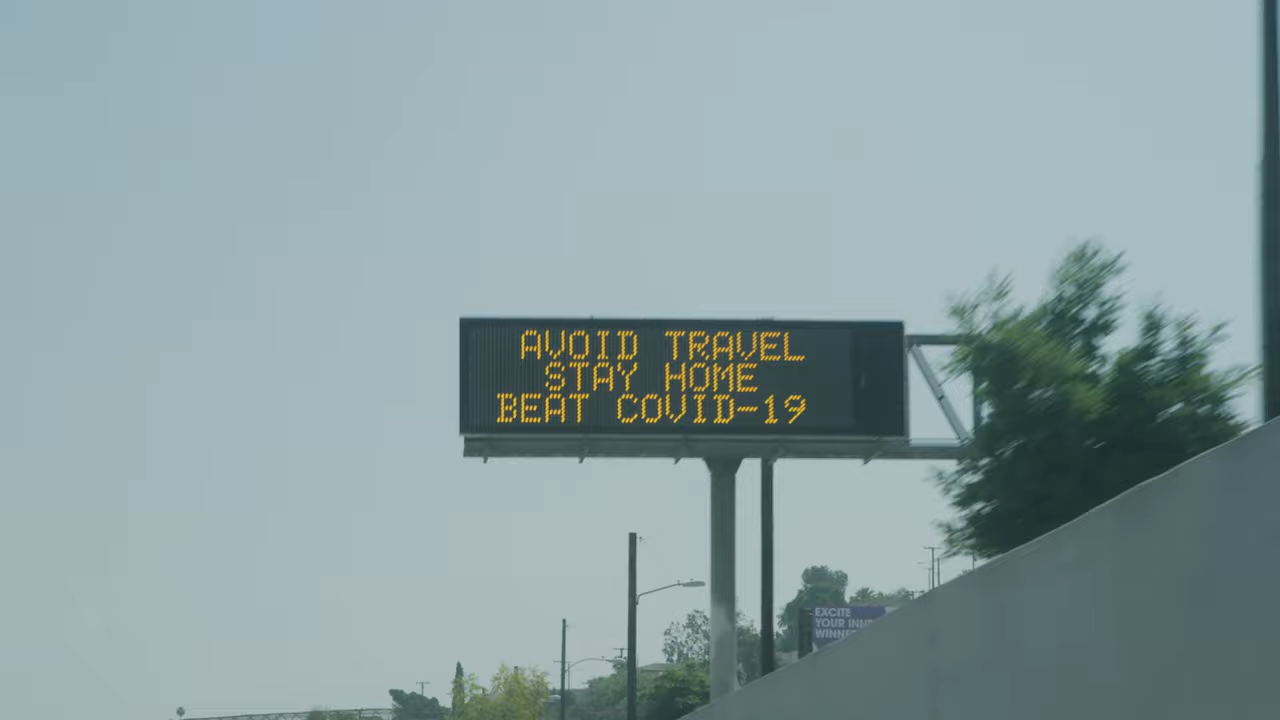 AVOID TRAVEL
STAY HOME
BEAT COVID-19
EXCITE
YOUR